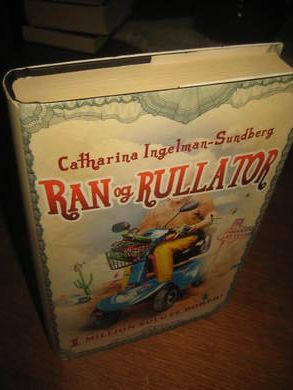 Catharina Ingelman-Sundberg
RAN og RULLATOR
1 MILLION SOLGTE BØKER!